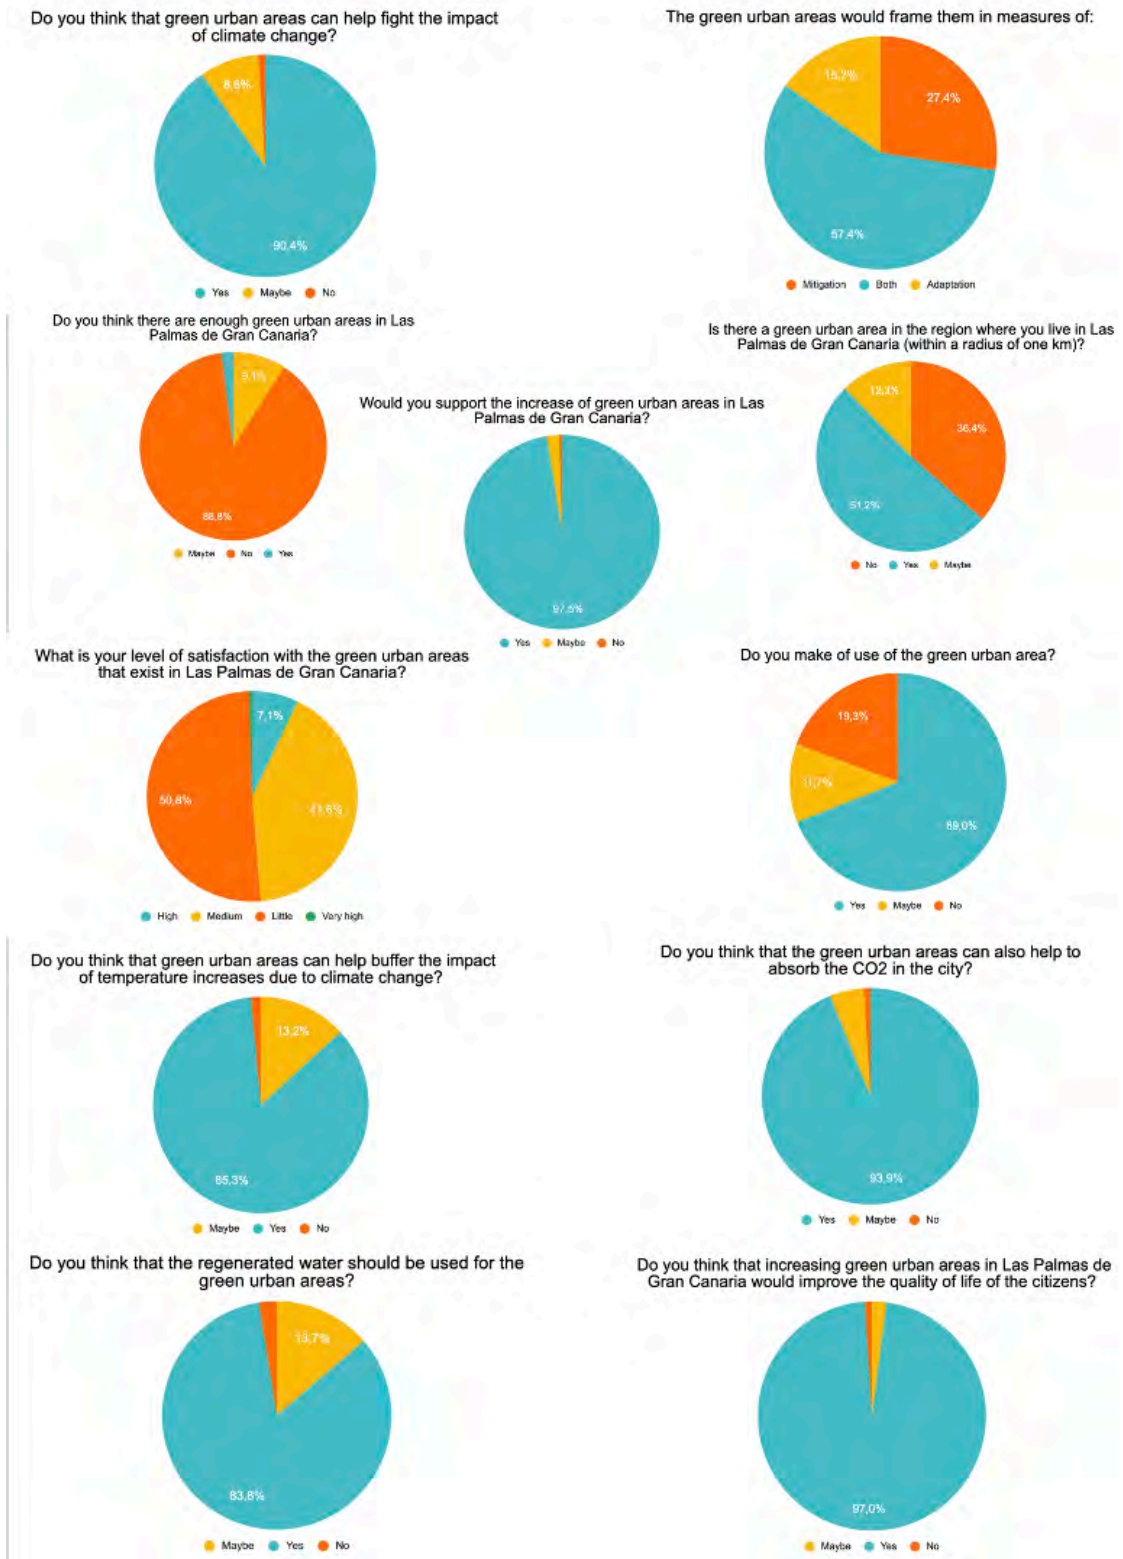 Do you think that green urban areas can help fight the impact
of climate change?
8,6%
90,4%
Yes Maybe No
The green urban areas would frame them in measures of:
15,2%
27,4%
57,4%
Mitigation Both Adaptation
Do you think there are enough green urban areas in Las
Palmas de Gran Canaria?
9,1%
88,8%
Maybe No Yes
Would you support the increase of green urban areas in Las
Palmas de Gran Canaria?
97,5%
Yes Maybe No
Is there a green urban area in the region where you live in Las
Palmas de Gran Canaria (within a radius of one km)?
12,3%
36,4%
51,2%
No Yes Maybe
What is your level of satisfaction with the green urban areas
that exist in Las Palmas de Gran Canaria?
7,1%
50,8%
41,6%
High Medium Little Very high
Do you make of use of the green urban area?
19,3%
11,7%
69,0%
Yes Maybe No
Do you think that green urban areas can help buffer the impact
of temperature increases due to climate change?
13,2%
85,3%
Maybe Yes No
Do you think that the green urban areas can also help to
absorb the CO2 in the city?
93,9%
Yes Maybe No
Do you think that the regenerated water should be used for the
green urban areas?
13,7%
83,8%
Maybe Yes No
Do you think that increasing green urban areas in Las Palmas de
Gran Canaria would improve the quality of life of the citizens?
97,0%
Maybe Yes No